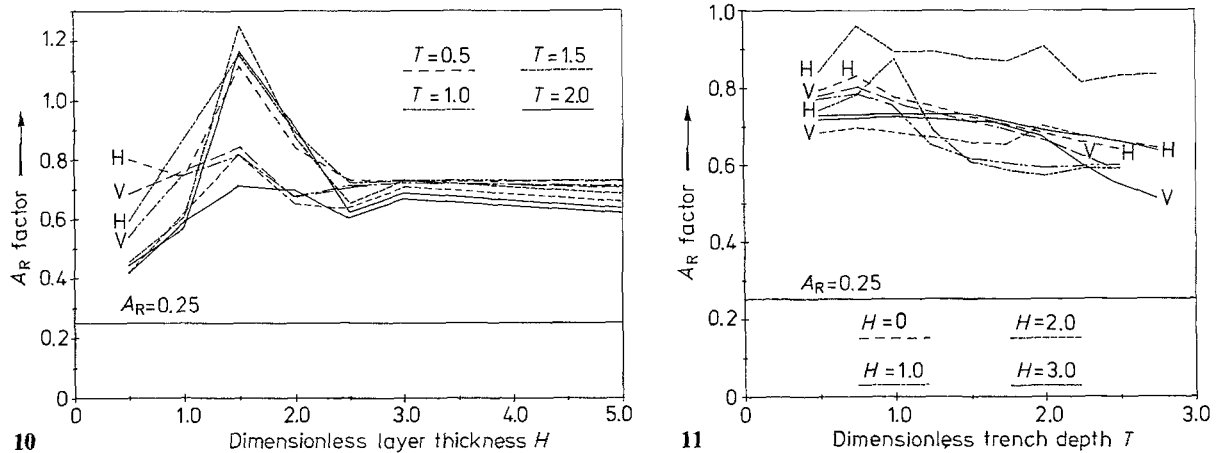 1.2
1.0
0.8
0.6
0.4
0.2
0
A_R factor
T=0.5
T=1.5
T=1.0
T=2.0
H
V
H
V
A_R=0.25
0
1.0
2.0
3.0
4.0
5.0
10
Dimensionless layer thickness H
1.0
0.8
0.6
0.4
0.2
0
A_R factor
H
V
H
H
V
V
H
H
V
A_R=0.25
H=0
H=2.0
H=1.0
H=3.0
0
1.0
2.0
3.0
11
Dimensionless trench depth T